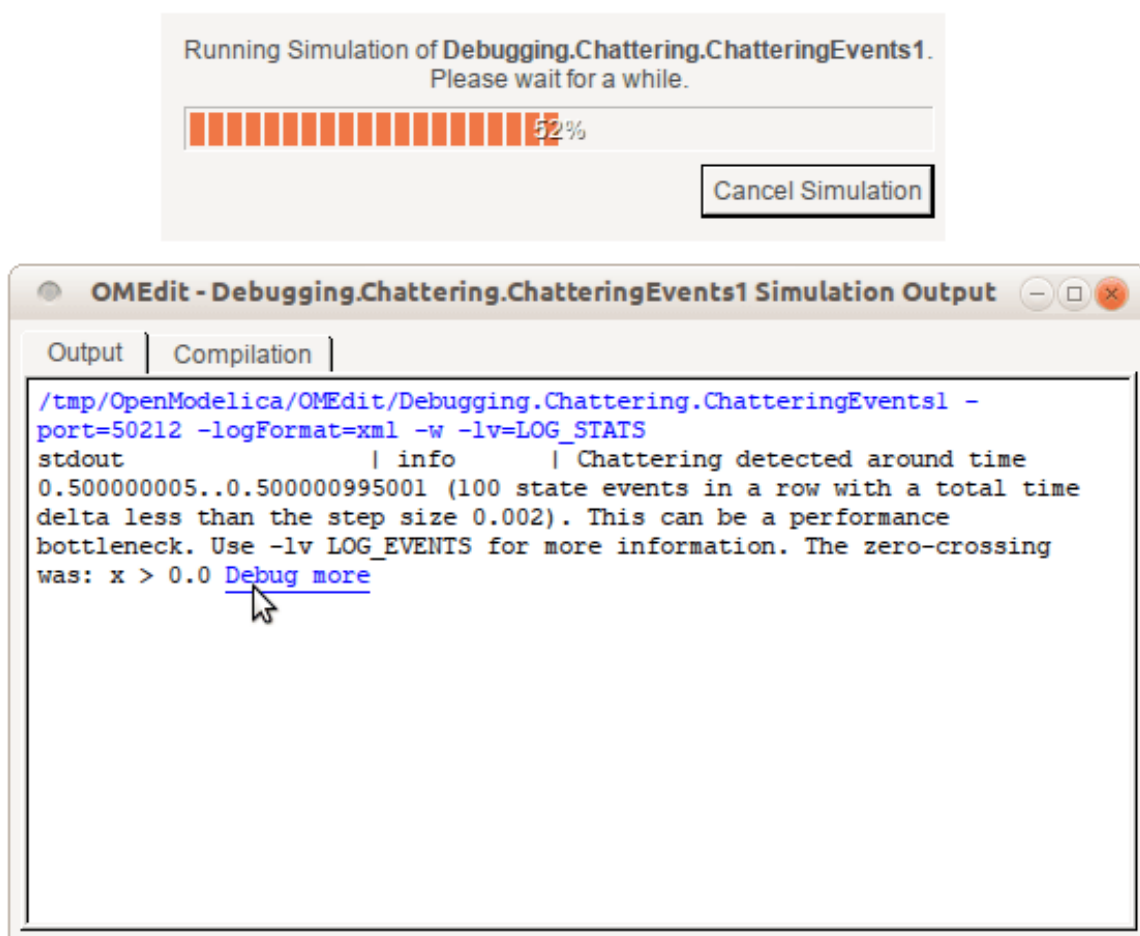 Running Simulation of Debugging.Chattering.ChatteringEvents1.
Please wait for a while.
52%
Cancel Simulation
OMEdit - Debugging.Chattering.ChatteringEvents1 Simulation Output
Output Compilation
/tmp/OpenModelica/OMEdit/Debugging.Chattering.ChatteringEvents1 -
port=50212 -logFormat=xml -w -lv=LOG_STATS
stdout | info | Chattering detected around time
0.500000005..0.500000995001 (100 state events in a row with a total time
delta less than the step size 0.002). This can be a performance
bottleneck. Use -lv LOG_EVENTS for more information. The zero-crossing
was: x > 0.0 Debug more